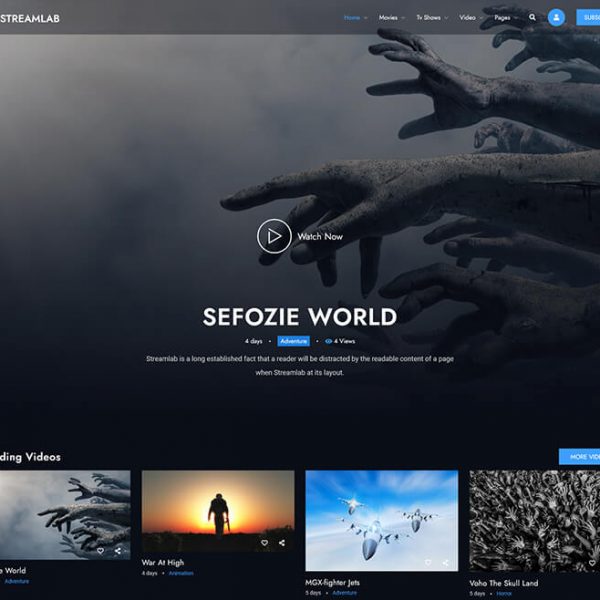 STREAMLAB
Home Movies Tv Shows Video Pages SUBS
Watch Now
SEFOZIE WORLD
4 days • Adventure • 4 Views
Streamlab is a long established fact that a reader will be distracted by the readable content of a page
when Streamlab at its layout.
ding Videos
MORE VIDE
e World
Adventure
War At High
4 days • Animation
MGX-fighter Jets
5 days • Adventure
Voho The Skull Land
5 days • Horror